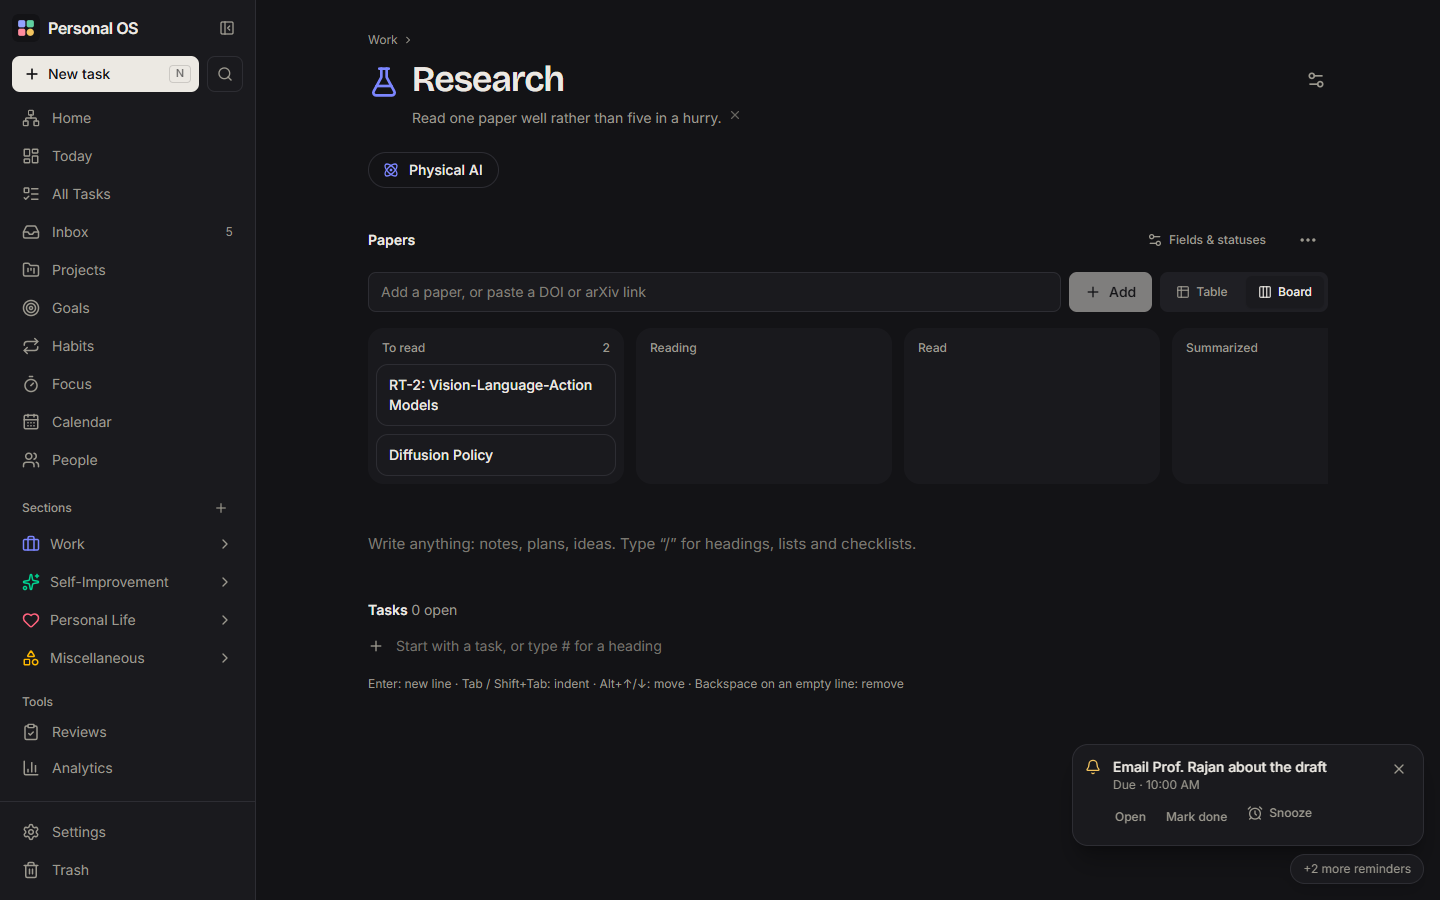 Personal OS
New task N
Home
Today
All Tasks
Inbox 5
Projects
Goals
Habits
Focus
Calendar
People
Sections
Work
Self-Improvement
Personal Life
Miscellaneous
Tools
Reviews
Analytics
Settings
Trash
Work
Research
Read one paper well rather than five in a hurry.
Physical AI
Papers
Fields & statuses
Add a paper, or paste a DOI or arXiv link
Add
Table
Board
To read 2
RT-2: Vision-Language-Action
Models
Diffusion Policy
Reading
Read
Summarized
Write anything: notes, plans, ideas. Type “/” for headings, lists and checklists.
Tasks 0 open
Start with a task, or type # for a heading
Enter: new line · Tab / Shift+Tab: indent · Alt+↑/↓: move · Backspace on an empty line: remove
Email Prof. Rajan about the draft
Due · 10:00 AM
Open
Mark done
Snooze
+2 more reminders